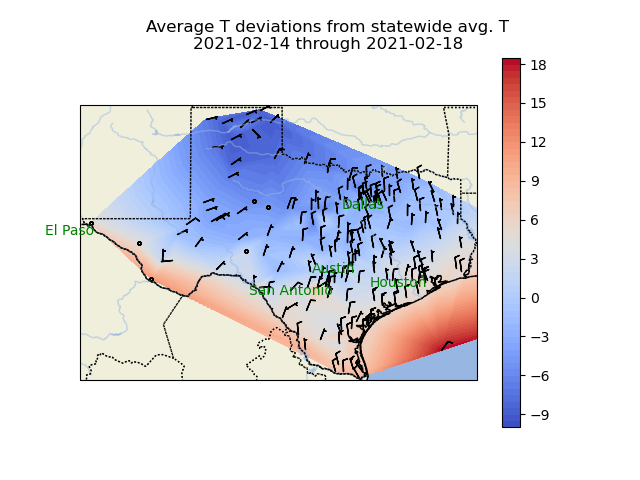 Average T deviations from statewide avg. T
2021-02-14 through 2021-02-18
18
15
12
9
6
3
0
−3
−6
−9
El Paso
Dallas
Austin
San Antonio
Houston